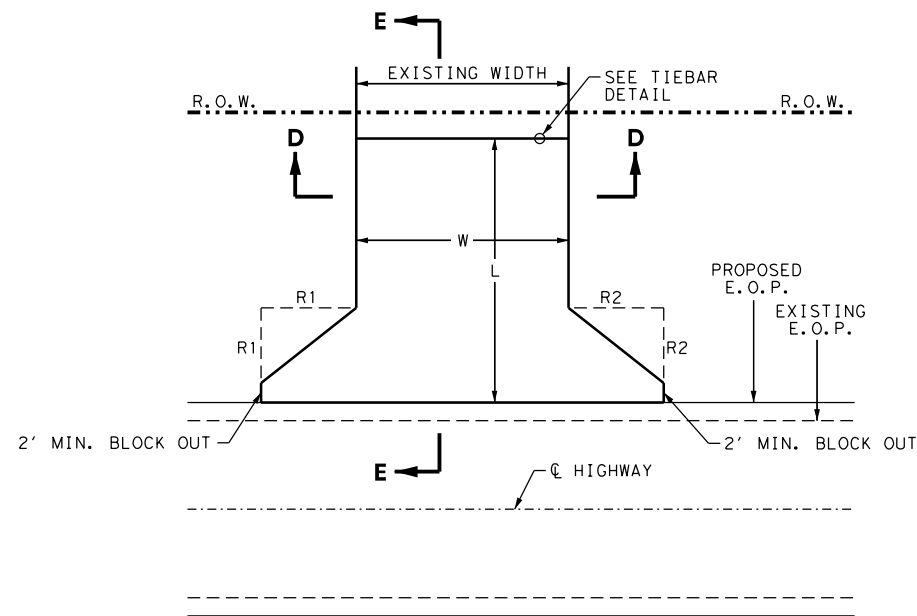 E
EXISTING WIDTH
SEE TIEBAR
DETAIL
R.O.W.
R.O.W.
D
D
W
L
PROPOSED
E.O.P.
R1
R2
EXISTING
E.O.P.
R1
R2
2' MIN. BLOCK OUT
2' MIN. BLOCK OUT
E
℄ HIGHWAY